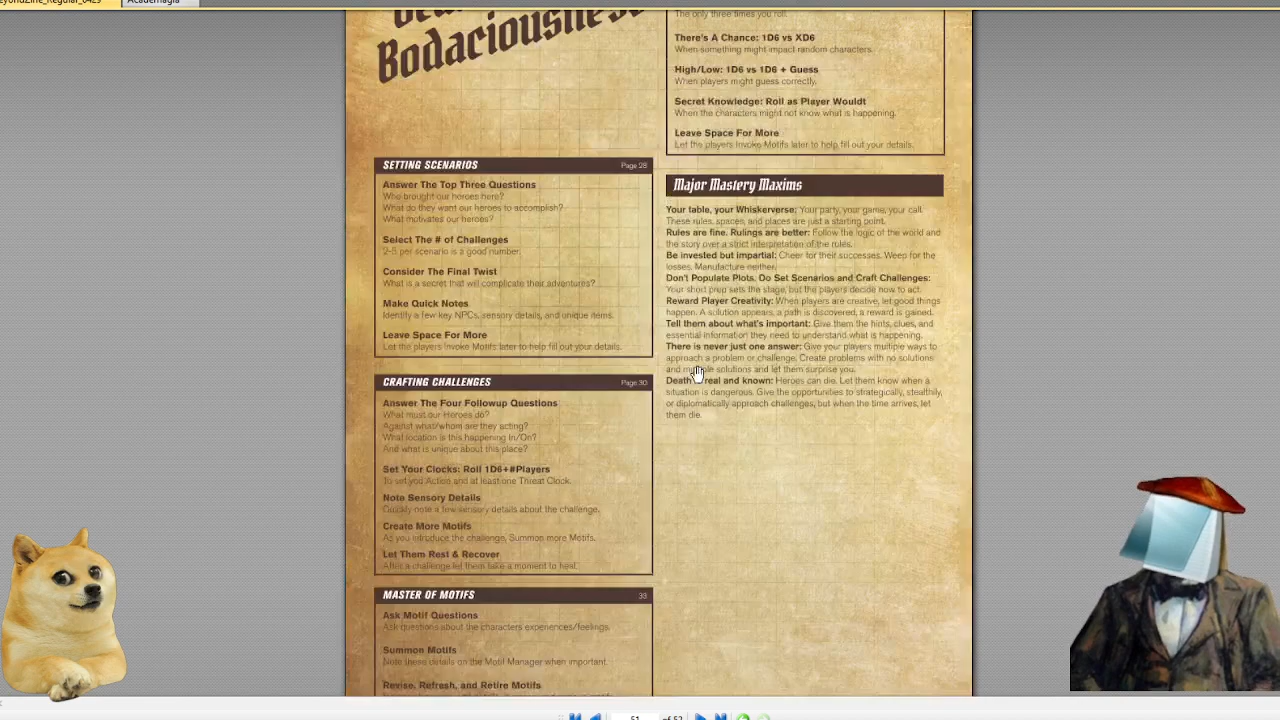 Beyondzine_Regular_0429
Academagia
Bodaciousness
SETTING SCENARIOS Page 28
Answer The Top Three Questions
Who brought our heroes here?
What do they want our heroes to accomplish?
What motivates our heroes?
Select The # of Challenges
2-5 per scenario is a good number.
Consider The Final Twist
What is a secret that will complicate their adventures?
Make Quick Notes
Identify a few key NPCs, sensory details, and unique items.
Leave Space For More
Let the players Invoke Motifs later to help fill out your details.
CRAFTING CHALLENGES Page 30
Answer The Four Followup Questions
What must our Heroes do?
Against what/whom are they acting?
What location is this happening In/On?
And what is unique about this place?
Set Your Clocks: Roll 1D6+#Players
To set you Action and at least one Threat Clock.
Note Sensory Details
Quickly note a few sensory details about the challenge.
Create More Motifs
As you introduce the challenge, Summon more Motifs.
Let Them Rest & Recover
After a challenge let them take a moment to heal.
MASTER OF MOTIFS 33
Ask Motif Questions
Ask questions about the characters experiences/feelings.
Summon Motifs
Note these details on the Motif Manager when important.
Revise, Refresh, and Retire Motifs
The only three times you roll.
There's A Chance: 1D6 vs XD6
When something might impact random characters.
High/Low: 1D6 vs 1D6 + Guess
When players might guess correctly.
Secret Knowledge: Roll as Player Wouldt
When the characters might not know what is happening.
Leave Space For More
Let the players Invoke Motifs later to help fill out your details.
Major Mastery Maxims
Your table, your Whiskerverse: Your party, your game, your call.
These rules, spaces, and places are just a starting point.
Rules are fine. Rulings are better: Follow the logic of the world and
the story over a strict interpretation of the rules.
Be invested but impartial: Cheer for their successes. Weep for the
losses. Manufacture neither.
Don't Populate Plots. Do Set Scenarios and Craft Challenges:
Your short prep sets the stage, but the players decide how to act.
Reward Player Creativity: When players are creative, let good things
happen. A solution appears, a path is discovered, a reward is gained.
Tell them about what's important: Give them the hints, clues, and
essential information they need to understand what is happening.
There is never just one answer: Give your players multiple ways to
approach a problem or challenge. Create problems with no solutions
and multiple solutions and let them surprise you.
Death real and known: Heroes can die. Let them know when a
situation is dangerous. Give the opportunities to strategically, stealthily,
or diplomatically approach challenges, but when the time arrives, let
them die.
51 of 52